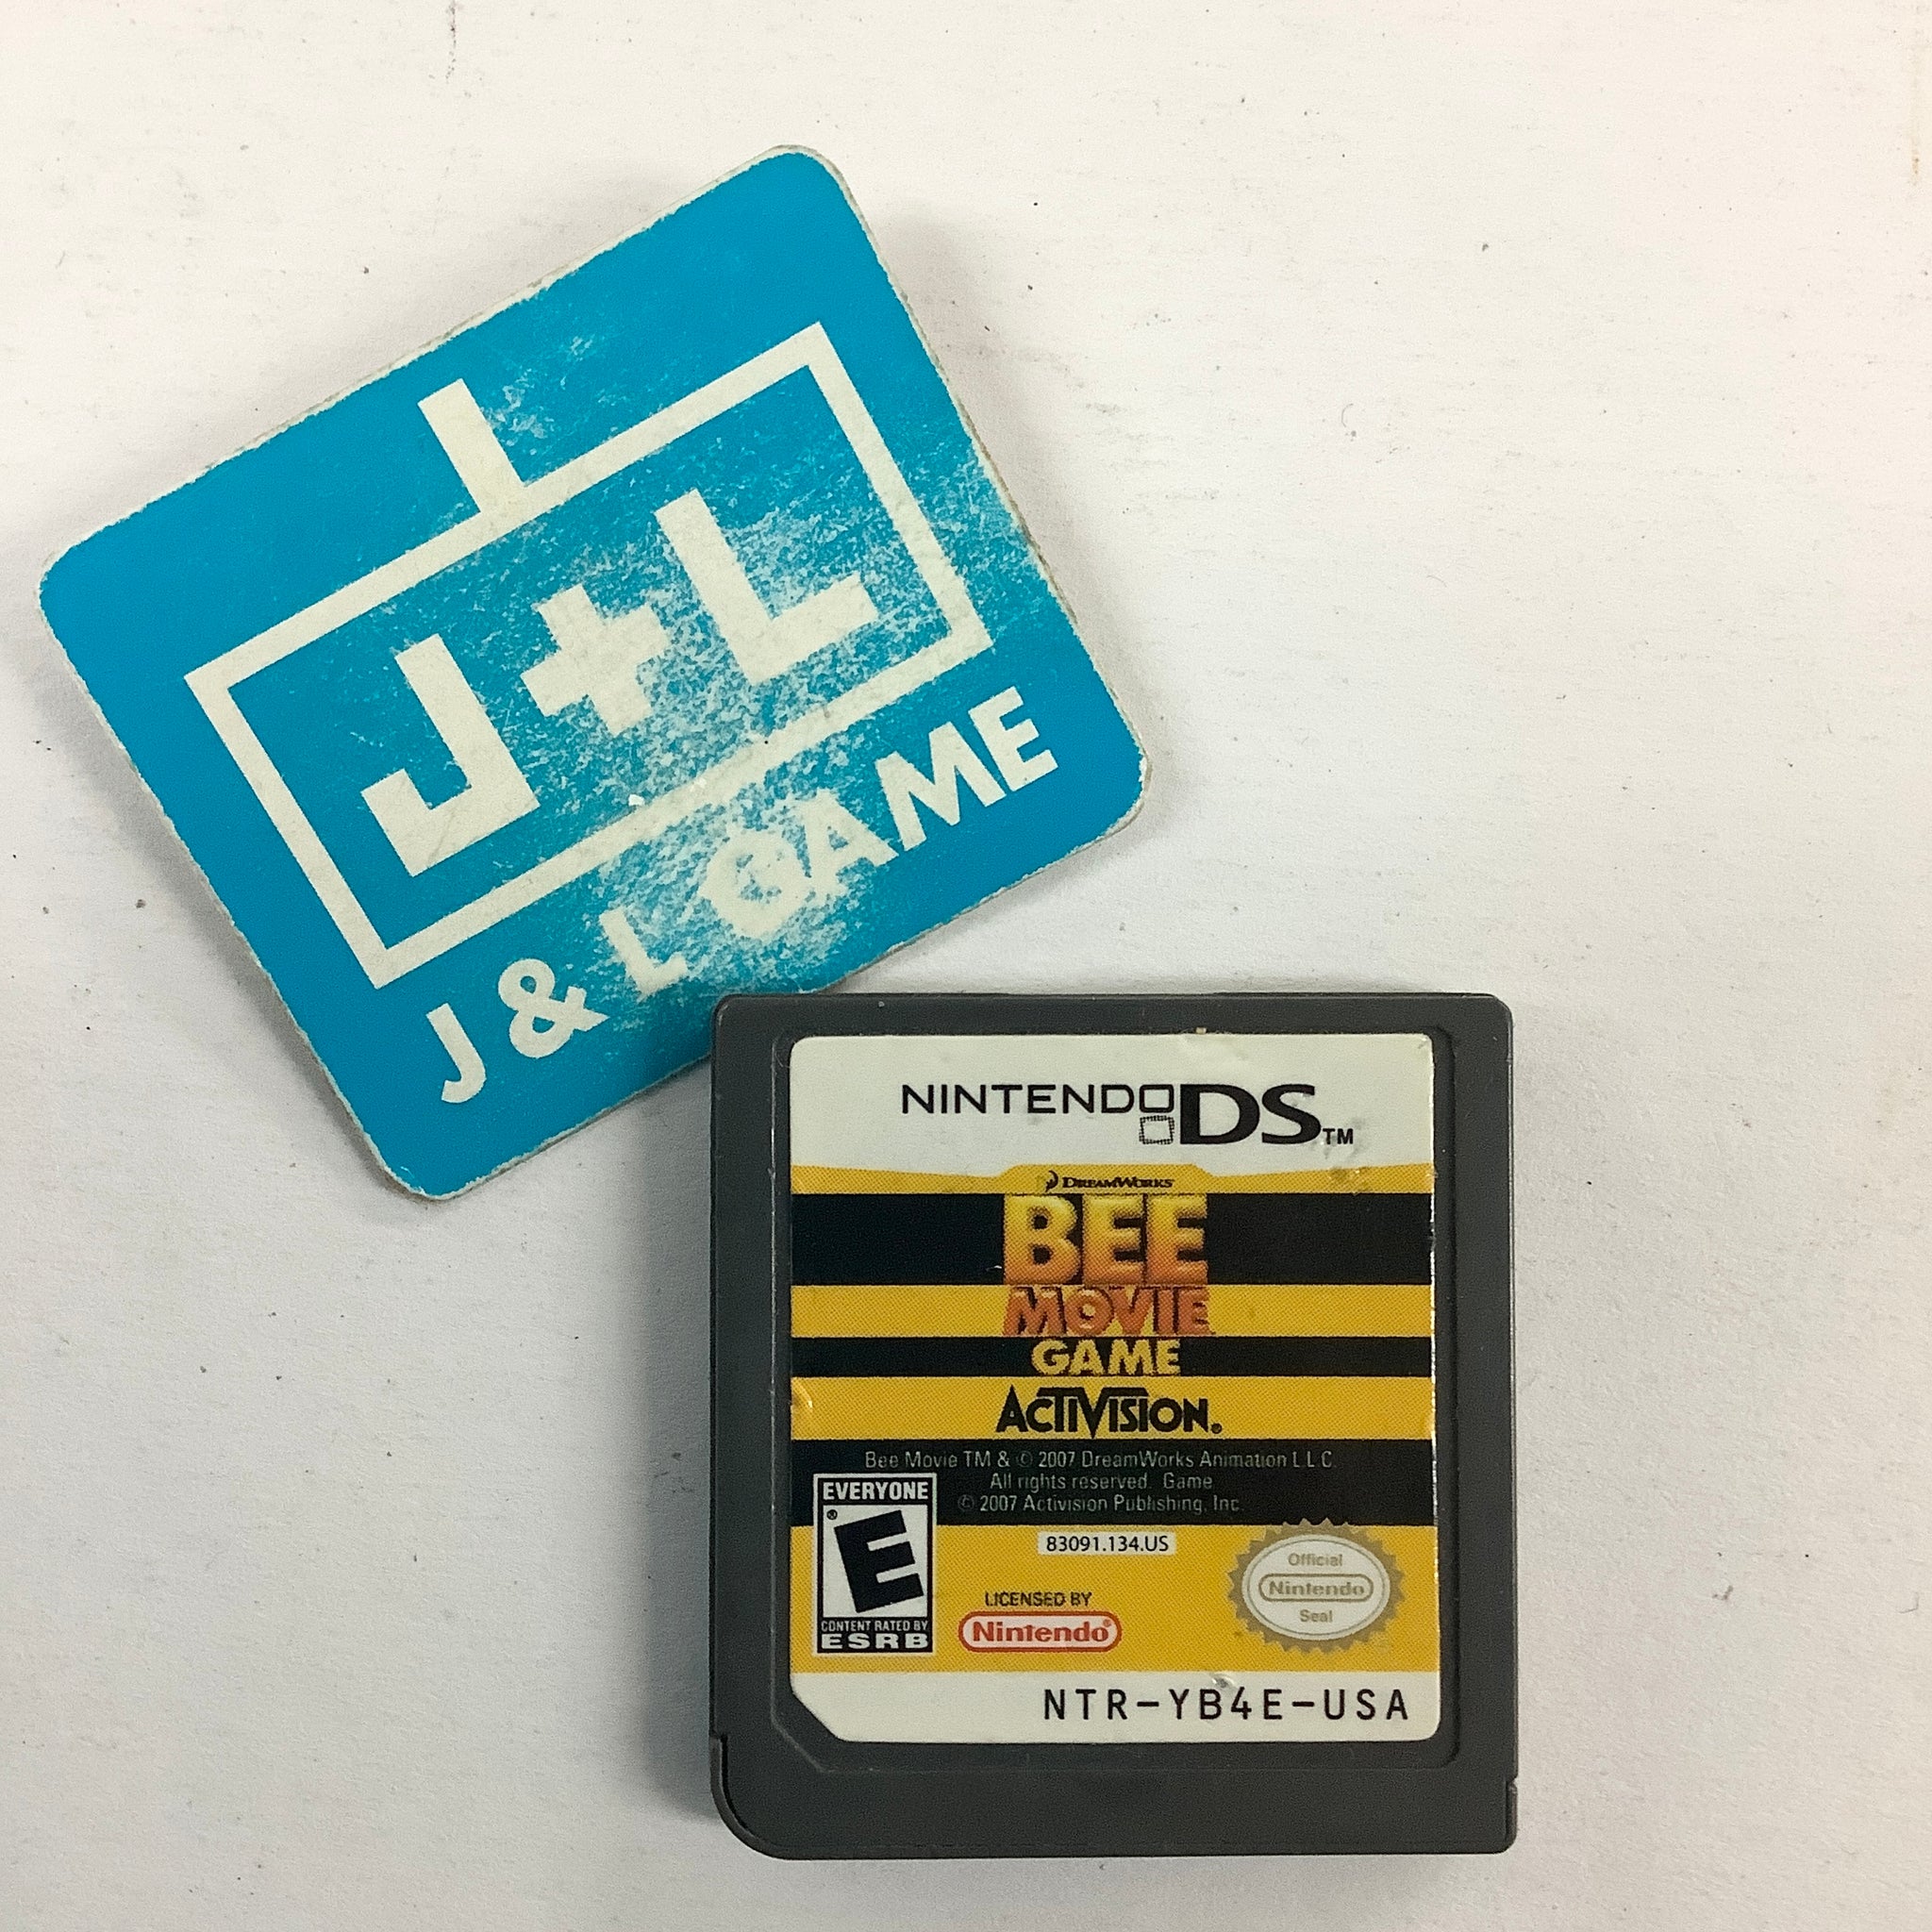 J+L
J & L GAME
NINTENDO DS™
DREAMWORKS
BEE
MOVIE
GAME
ACTIVISION®
Bee Movie TM & © 2007 DreamWorks Animation L.L.C.
All rights reserved. Game
© 2007 Activision Publishing, Inc.
EVERYONE
E®
CONTENT RATED BY
ESRB
83091.134.US
LICENSED BY
Nintendo®
Official
Nintendo
Seal
NTR-YB4E-USA